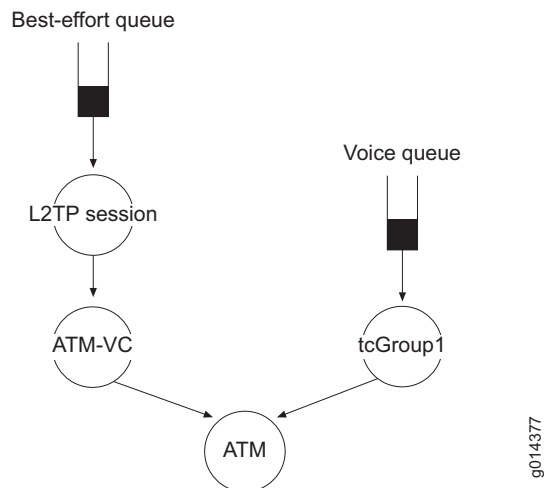 Best-effort queue
Voice queue
L2TP session
ATM-VC
tcGroup1
ATM
g014377